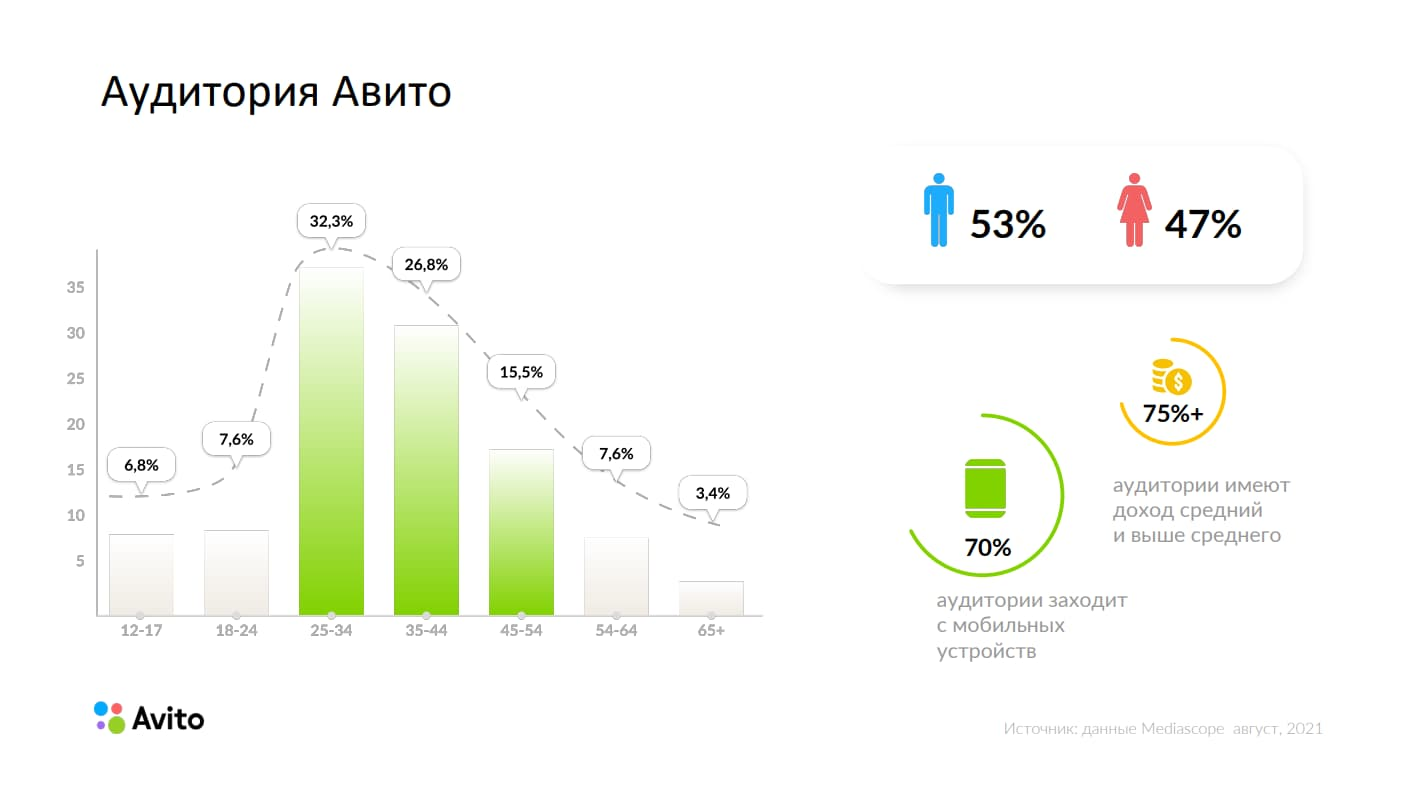 Аудитория Авито
53%
47%
32,3%
26,8%
15,5%
7,6%
6,8%
7,6%
3,4%
35
30
25
20
15
10
5
12-17
18-24
25-34
35-44
45-54
54-64
65+
75%+
аудитории имеют
доход средний
и выше среднего
70%
аудитории заходит
с мобильных
устройств
Avito
Источник: данные Mediascope август, 2021